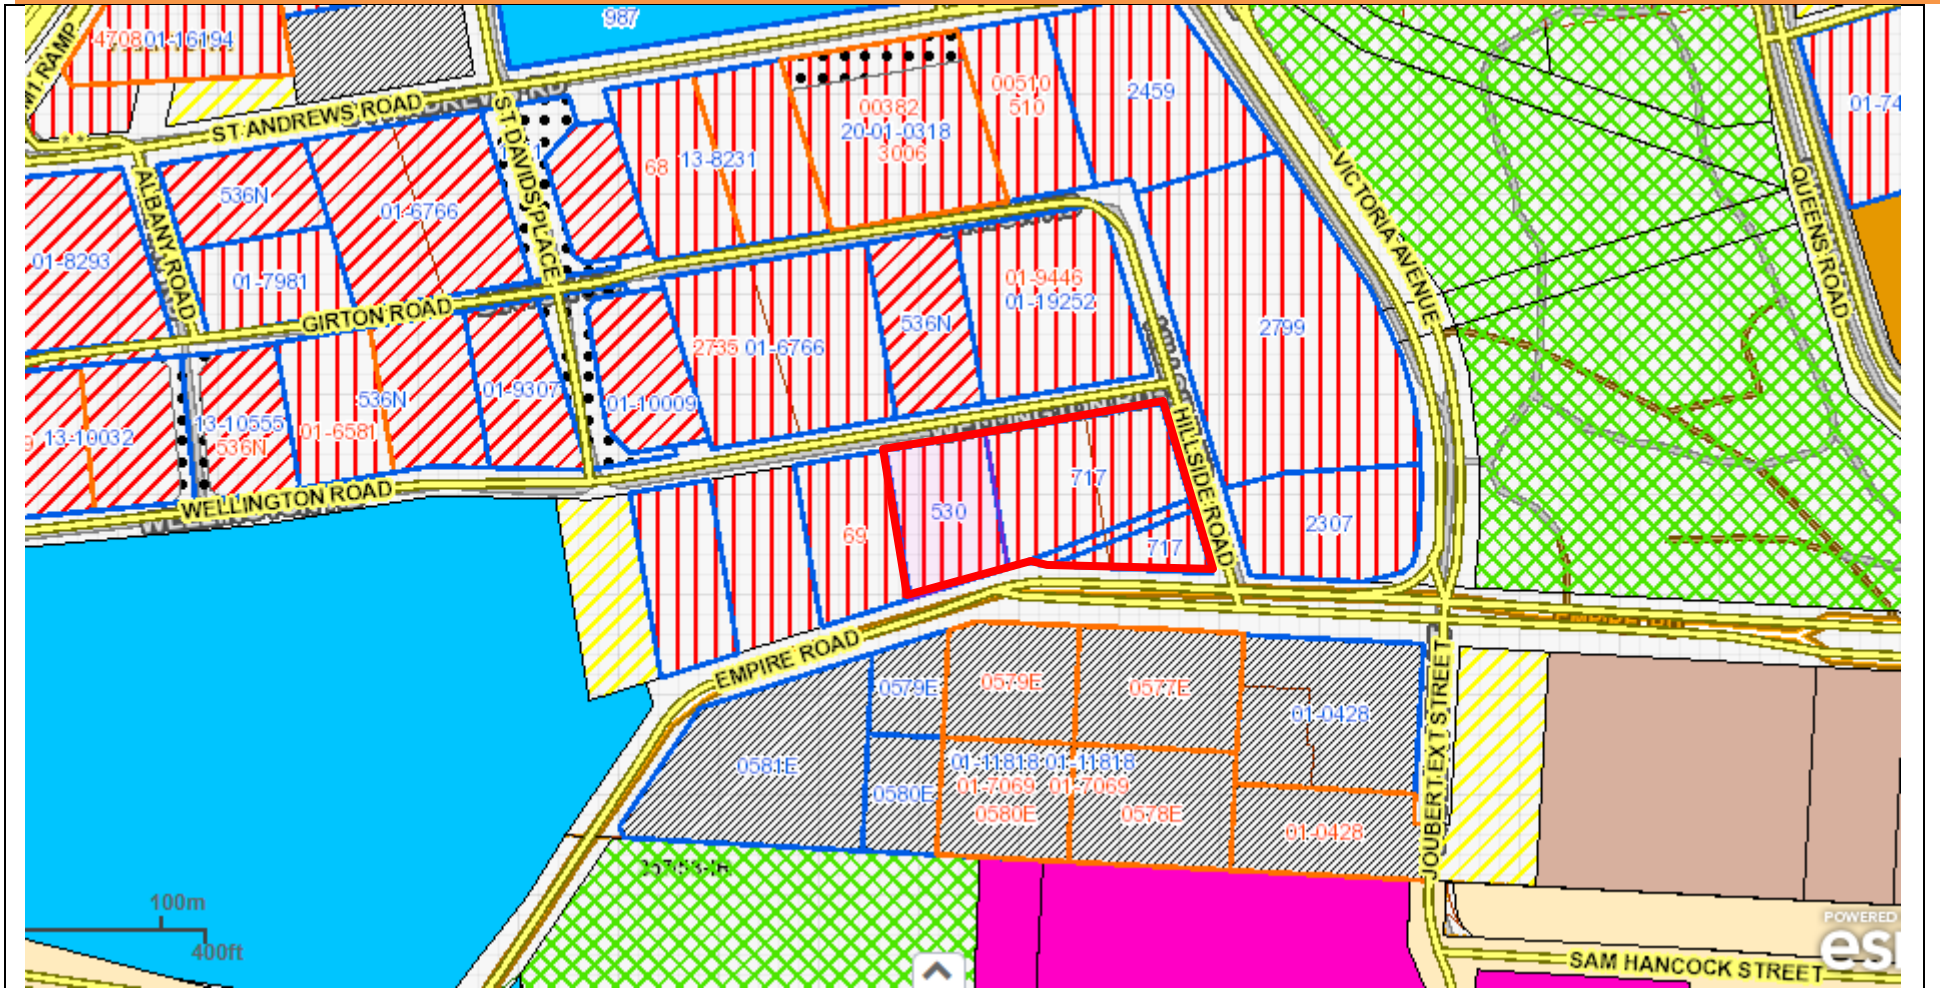 987
470801-16194
M1 RAMP
ST ANDREWS ROAD
ST DAVIDS PLACE
00510
510
2459
01-74
00382
20-01-0318
3006
68
13-8231
536N
01-6766
ALBANY ROAD
VICTORIA AVENUE
QUEENS ROAD
01-8293
01-7981
GIRTON ROAD
01-9446
01-19252
536N
2799
2735 01-6766
01-9307
536N
01-10009
9
13-10032
13-10555
536N
01-6581
WELLINGTON ROAD
HILLSIDE ROAD
717
530
69
717
2307
EMPIRE ROAD
0579E
0579E
0577E
01-0428
JOUBERT EXT STREET
0581E
0580E
01-11818 01-11818
01-7069 01-7069
0580E
0578E
01-0428
100m
400ft
POWERED
esr
SAM HANCOCK STREET